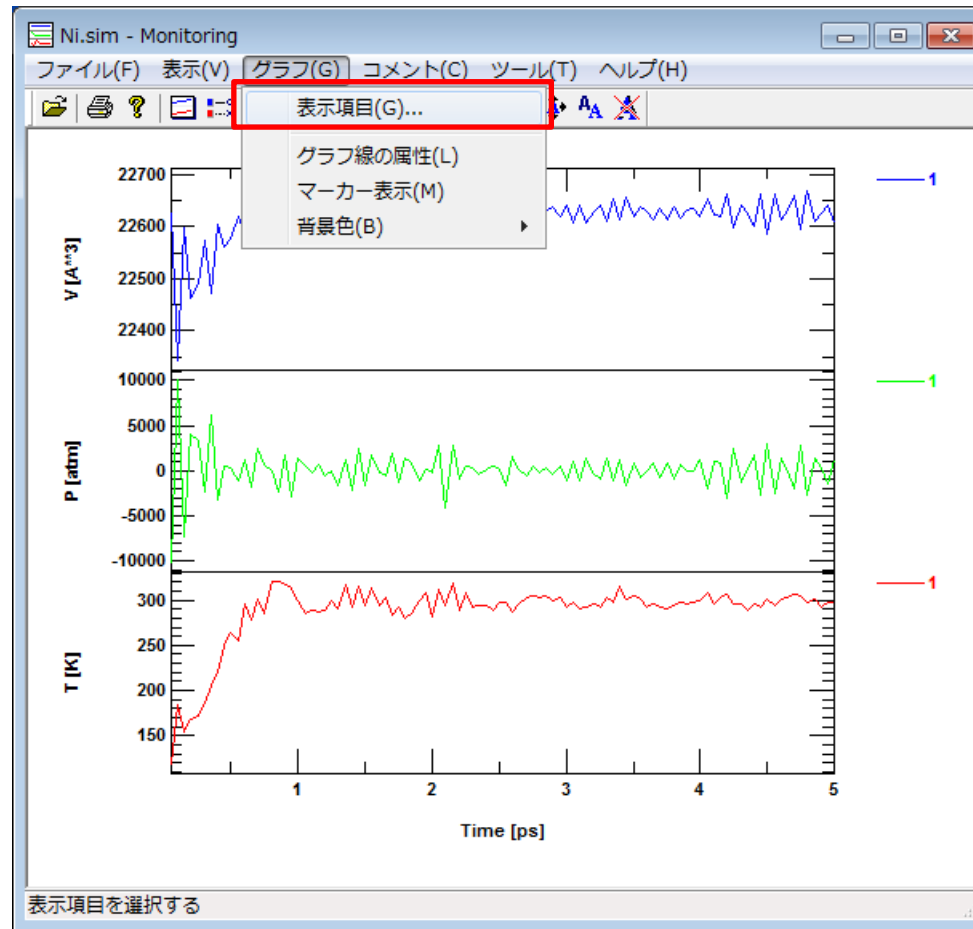 Ni.sim - Monitoring
ファイル(F) 表示(V) グラフ(G) コメント(C) ツール(T) ヘルプ(H)
表示項目(G)...
グラフ線の属性(L)
マーカー表示(M)
背景色(B)
22700
22600
22500
22400
V [A**3]
1
10000
5000
0
-5000
-10000
P [atm]
1
300
250
200
150
T [K]
1
1 2 3 4 5
Time [ps]
表示項目を選択する